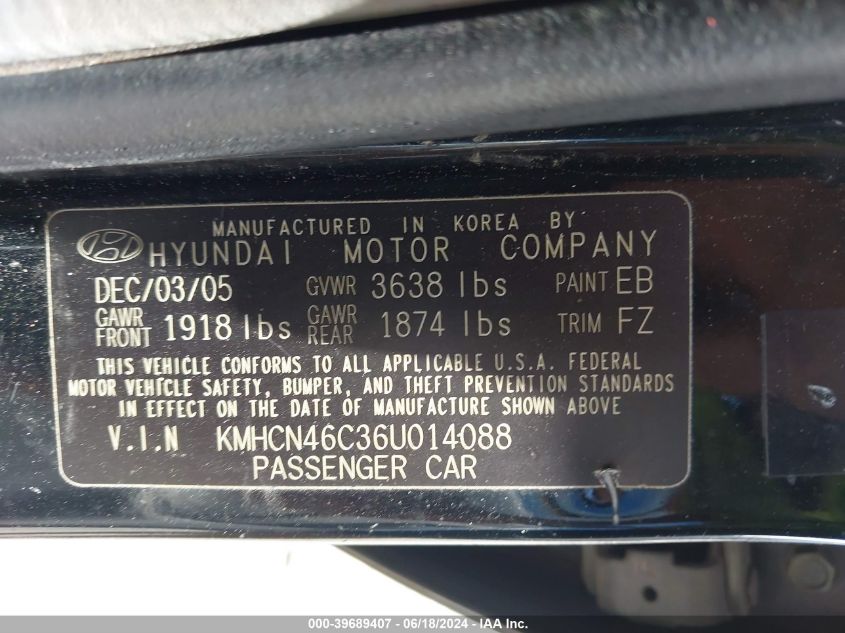 MANUFACTURED IN KOREA BY
HYUNDAI MOTOR COMPANY
DEC/03/05 GVWR 3638 lbs PAINT EB
GAWR FRONT 1918 lbs GAWR REAR 1874 lbs TRIM FZ
THIS VEHICLE CONFORMS TO ALL APPLICABLE U.S.A. FEDERAL
MOTOR VEHICLE SAFETY, BUMPER, AND THEFT PREVENTION STANDARDS
IN EFFECT ON THE DATE OF MANUFACTURE SHOWN ABOVE
V.I.N KMHCN46C36U014088
PASSENGER CAR
000-39689407 - 06/18/2024 - IAA Inc.